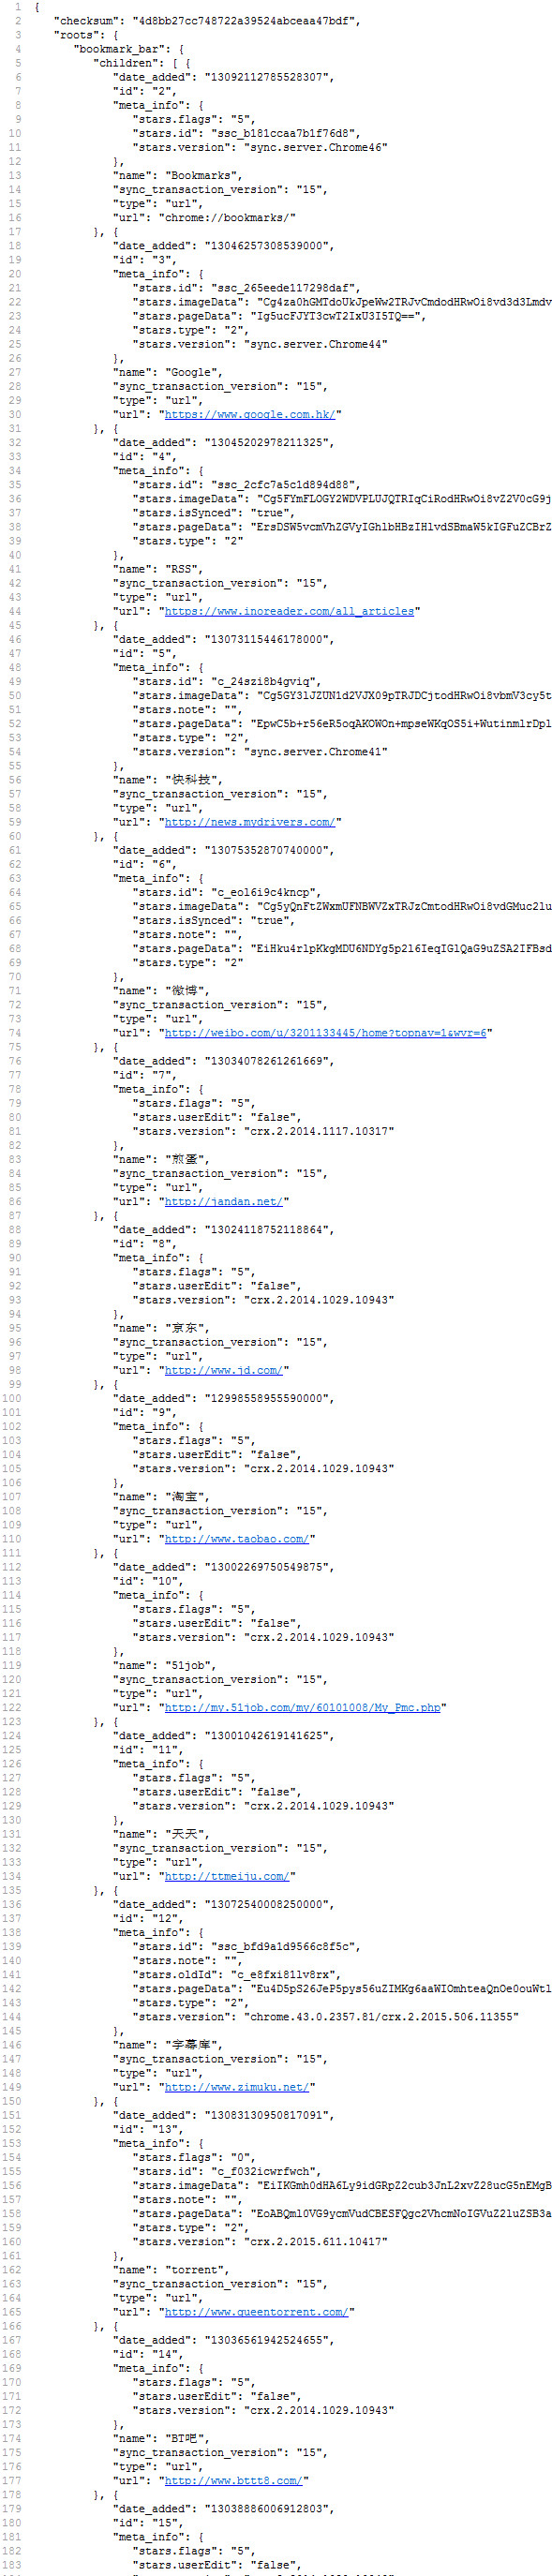 1 {
2 "checksum": "4d8bb27cc748722a39524abceaa47bdf",
3 "roots": {
4 "bookmark_bar": {
5 "children": [ {
6 "date_added": "13092112785528307",
7 "id": "2",
8 "meta_info": {
9 "stars.flags": "5",
10 "stars.id": "ssc_b181ccaa7b1f76d8",
11 "stars.version": "sync.server.Chrome46"
12 },
13 "name": "Bookmarks",
14 "sync_transaction_version": "15",
15 "type": "url",
16 "url": "chrome://bookmarks/"
17 }, {
18 "date_added": "13046257308539000",
19 "id": "3",
20 "meta_info": {
21 "stars.id": "ssc_265eede117298daf",
22 "stars.imageData": "Cg4za0hGMTdoUkJpeWw2TRJvCmdodHRwOi8vd3d3Lmdv
23 "stars.pageData": "Ig5ucFJYT3cwT2IxU3I5TQ==",
24 "stars.type": "2",
25 "stars.version": "sync.server.Chrome44"
26 },
27 "name": "Google",
28 "sync_transaction_version": "15",
29 "type": "url",
30 "url": "https://www.google.com.hk/"
31 }, {
32 "date_added": "13045202978211325",
33 "id": "4",
34 "meta_info": {
35 "stars.id": "ssc_2cfc7a5c1d894d88",
36 "stars.imageData": "Cg5FYmFLOGY2WDVPLUJQTRIqCiRodHRwOi8vZ2V0cG9j
37 "stars.isSynced": "true",
38 "stars.pageData": "ErsDSW5vcmVhZGVyIGhlbHBzIHlvdSBmaW5kIGFuZCBrZ
39 "stars.type": "2"
40 },
41 "name": "RSS",
42 "sync_transaction_version": "15",
43 "type": "url",
44 "url": "https://www.inoreader.com/all_articles"
45 }, {
46 "date_added": "13073115446178000",
47 "id": "5",
48 "meta_info": {
49 "stars.id": "c_24szi8b4gviq",
50 "stars.imageData": "Cg5GY3lJZUN1d2VJX09pTRJDCjtodHRwOi8vbmV3cy5t
51 "stars.note": "",
52 "stars.pageData": "EpwC5b+r56eR5oqAKOWOn+mpseWKqOS5i+WutinmlrDpl
53 "stars.type": "2",
54 "stars.version": "sync.server.Chrome41"
55 },
56 "name": "快科技",
57 "sync_transaction_version": "15",
58 "type": "url",
59 "url": "http://news.mydrivers.com/"
60 }, {
61 "date_added": "13075352870740000",
62 "id": "6",
63 "meta_info": {
64 "stars.id": "c_eol6i9c4kncp",
65 "stars.imageData": "Cg5yQnFtZWxmUFNBWVZxTRJzCmtodHRwOi8vdGMuc2lu
66 "stars.isSynced": "true",
67 "stars.note": "",
68 "stars.pageData": "EiHku4rlpKkgMDU6NDYg5p2l6IeqIGlQaG9uZSA2IFBsd
69 "stars.type": "2"
70 },
71 "name": "微博",
72 "sync_transaction_version": "15",
73 "type": "url",
74 "url": "http://weibo.com/u/3201133445/home?topnav=1&wvr=6"
75 }, {
76 "date_added": "13034078261261669",
77 "id": "7",
78 "meta_info": {
79 "stars.flags": "5",
80 "stars.userEdit": "false",
81 "stars.version": "crx.2.2014.1117.10317"
82 },
83 "name": "煎蛋",
84 "sync_transaction_version": "15",
85 "type": "url",
86 "url": "http://jandan.net/"
87 }, {
88 "date_added": "13024118752118864",
89 "id": "8",
90 "meta_info": {
91 "stars.flags": "5",
92 "stars.userEdit": "false",
93 "stars.version": "crx.2.2014.1029.10943"
94 },
95 "name": "京东",
96 "sync_transaction_version": "15",
97 "type": "url",
98 "url": "http://www.jd.com/"
99 }, {
100 "date_added": "12998558955590000",
101 "id": "9",
102 "meta_info": {
103 "stars.flags": "5",
104 "stars.userEdit": "false",
105 "stars.version": "crx.2.2014.1029.10943"
106 },
107 "name": "淘宝",
108 "sync_transaction_version": "15",
109 "type": "url",
110 "url": "http://www.taobao.com/"
111 }, {
112 "date_added": "13002269750549875",
113 "id": "10",
114 "meta_info": {
115 "stars.flags": "5",
116 "stars.userEdit": "false",
117 "stars.version": "crx.2.2014.1029.10943"
118 },
119 "name": "51job",
120 "sync_transaction_version": "15",
121 "type": "url",
122 "url": "http://my.51job.com/my/60101008/My_Pmc.php"
123 }, {
124 "date_added": "13001042619141625",
125 "id": "11",
126 "meta_info": {
127 "stars.flags": "5",
128 "stars.userEdit": "false",
129 "stars.version": "crx.2.2014.1029.10943"
130 },
131 "name": "天天",
132 "sync_transaction_version": "15",
133 "type": "url",
134 "url": "http://ttmeiju.com/"
135 }, {
136 "date_added": "13072540008250000",
137 "id": "12",
138 "meta_info": {
139 "stars.id": "ssc_bfd9a1d9566c8f5c",
140 "stars.note": "",
141 "stars.oldId": "c_e8fxi81lv8rx",
142 "stars.pageData": "Eu4D5pS26JeP5pys56uZIMKg6aaWIOmhteaQnOe0ouWtl
143 "stars.type": "2",
144 "stars.version": "chrome.43.0.2357.81/crx.2.2015.506.11355"
145 },
146 "name": "字幕库",
147 "sync_transaction_version": "15",
148 "type": "url",
149 "url": "http://www.zimuku.net/"
150 }, {
151 "date_added": "13083130950817091",
152 "id": "13",
153 "meta_info": {
154 "stars.flags": "0",
155 "stars.id": "c_f032icwrfwch",
156 "stars.imageData": "EiIKGmh0dHA6Ly9idGRpZ2cub3JnL2xvZ28ucG5nEMgB
157 "stars.note": "",
158 "stars.pageData": "EoABQml0VG9ycmVudCBESFQgc2VhcmNoIGVuZ2luZSB3a
159 "stars.type": "2",
160 "stars.version": "crx.2.2015.611.10417"
161 },
162 "name": "torrent",
163 "sync_transaction_version": "15",
164 "type": "url",
165 "url": "http://www.queentorrent.com/"
166 }, {
167 "date_added": "13036561942524655",
168 "id": "14",
169 "meta_info": {
170 "stars.flags": "5",
171 "stars.userEdit": "false",
172 "stars.version": "crx.2.2014.1029.10943"
173 },
174 "name": "BT吧",
175 "sync_transaction_version": "15",
176 "type": "url",
177 "url": "http://www.bttt8.com/"
178 }, {
179 "date_added": "13038886006912803",
180 "id": "15",
181 "meta_info": {
182 "stars.flags": "5",
183 "stars.userEdit": "false",